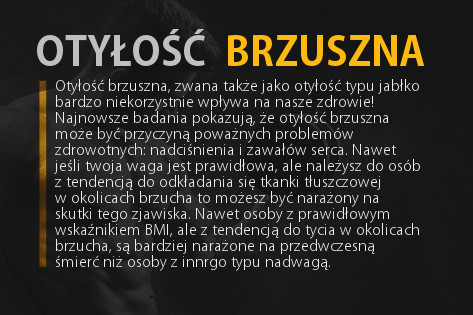 OTYŁOŚĆ BRZUSZNA
Otyłość brzuszna, zwana także jako otyłość typu jabłko
bardzo niekorzystnie wpływa na nasze zdrowie!
Najnowsze badania pokazują, że otyłość brzuszna
może być przyczyną poważnych problemów
zdrowotnych: nadciśnienia i zawałów serca. Nawet
jeśli twoja waga jest prawidłowa, ale należysz do osób
z tendencją do odkładania się tkanki tłuszczowej
w okolicach brzucha to możesz być narażony na
skutki tego zjawiska. Nawet osoby z prawidłowym
wskaźnikiem BMI, ale z tendencją do tycia w okolicach
brzucha, są bardziej narażone na przedwczesną
śmierć niż osoby z innrgo typu nadwagą.